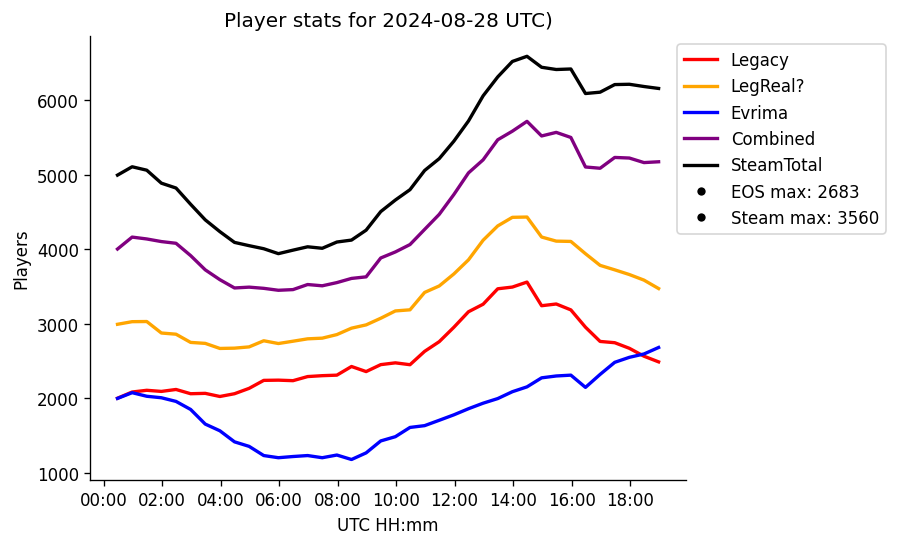 Player stats for 2024-08-28 UTC)
Legacy
LegReal?
Evrima
Combined
SteamTotal
EOS max: 2683
Steam max: 3560
Players
6000
5000
4000
3000
2000
1000
00:00 02:00 04:00 06:00 08:00 10:00 12:00 14:00 16:00 18:00
UTC HH:mm